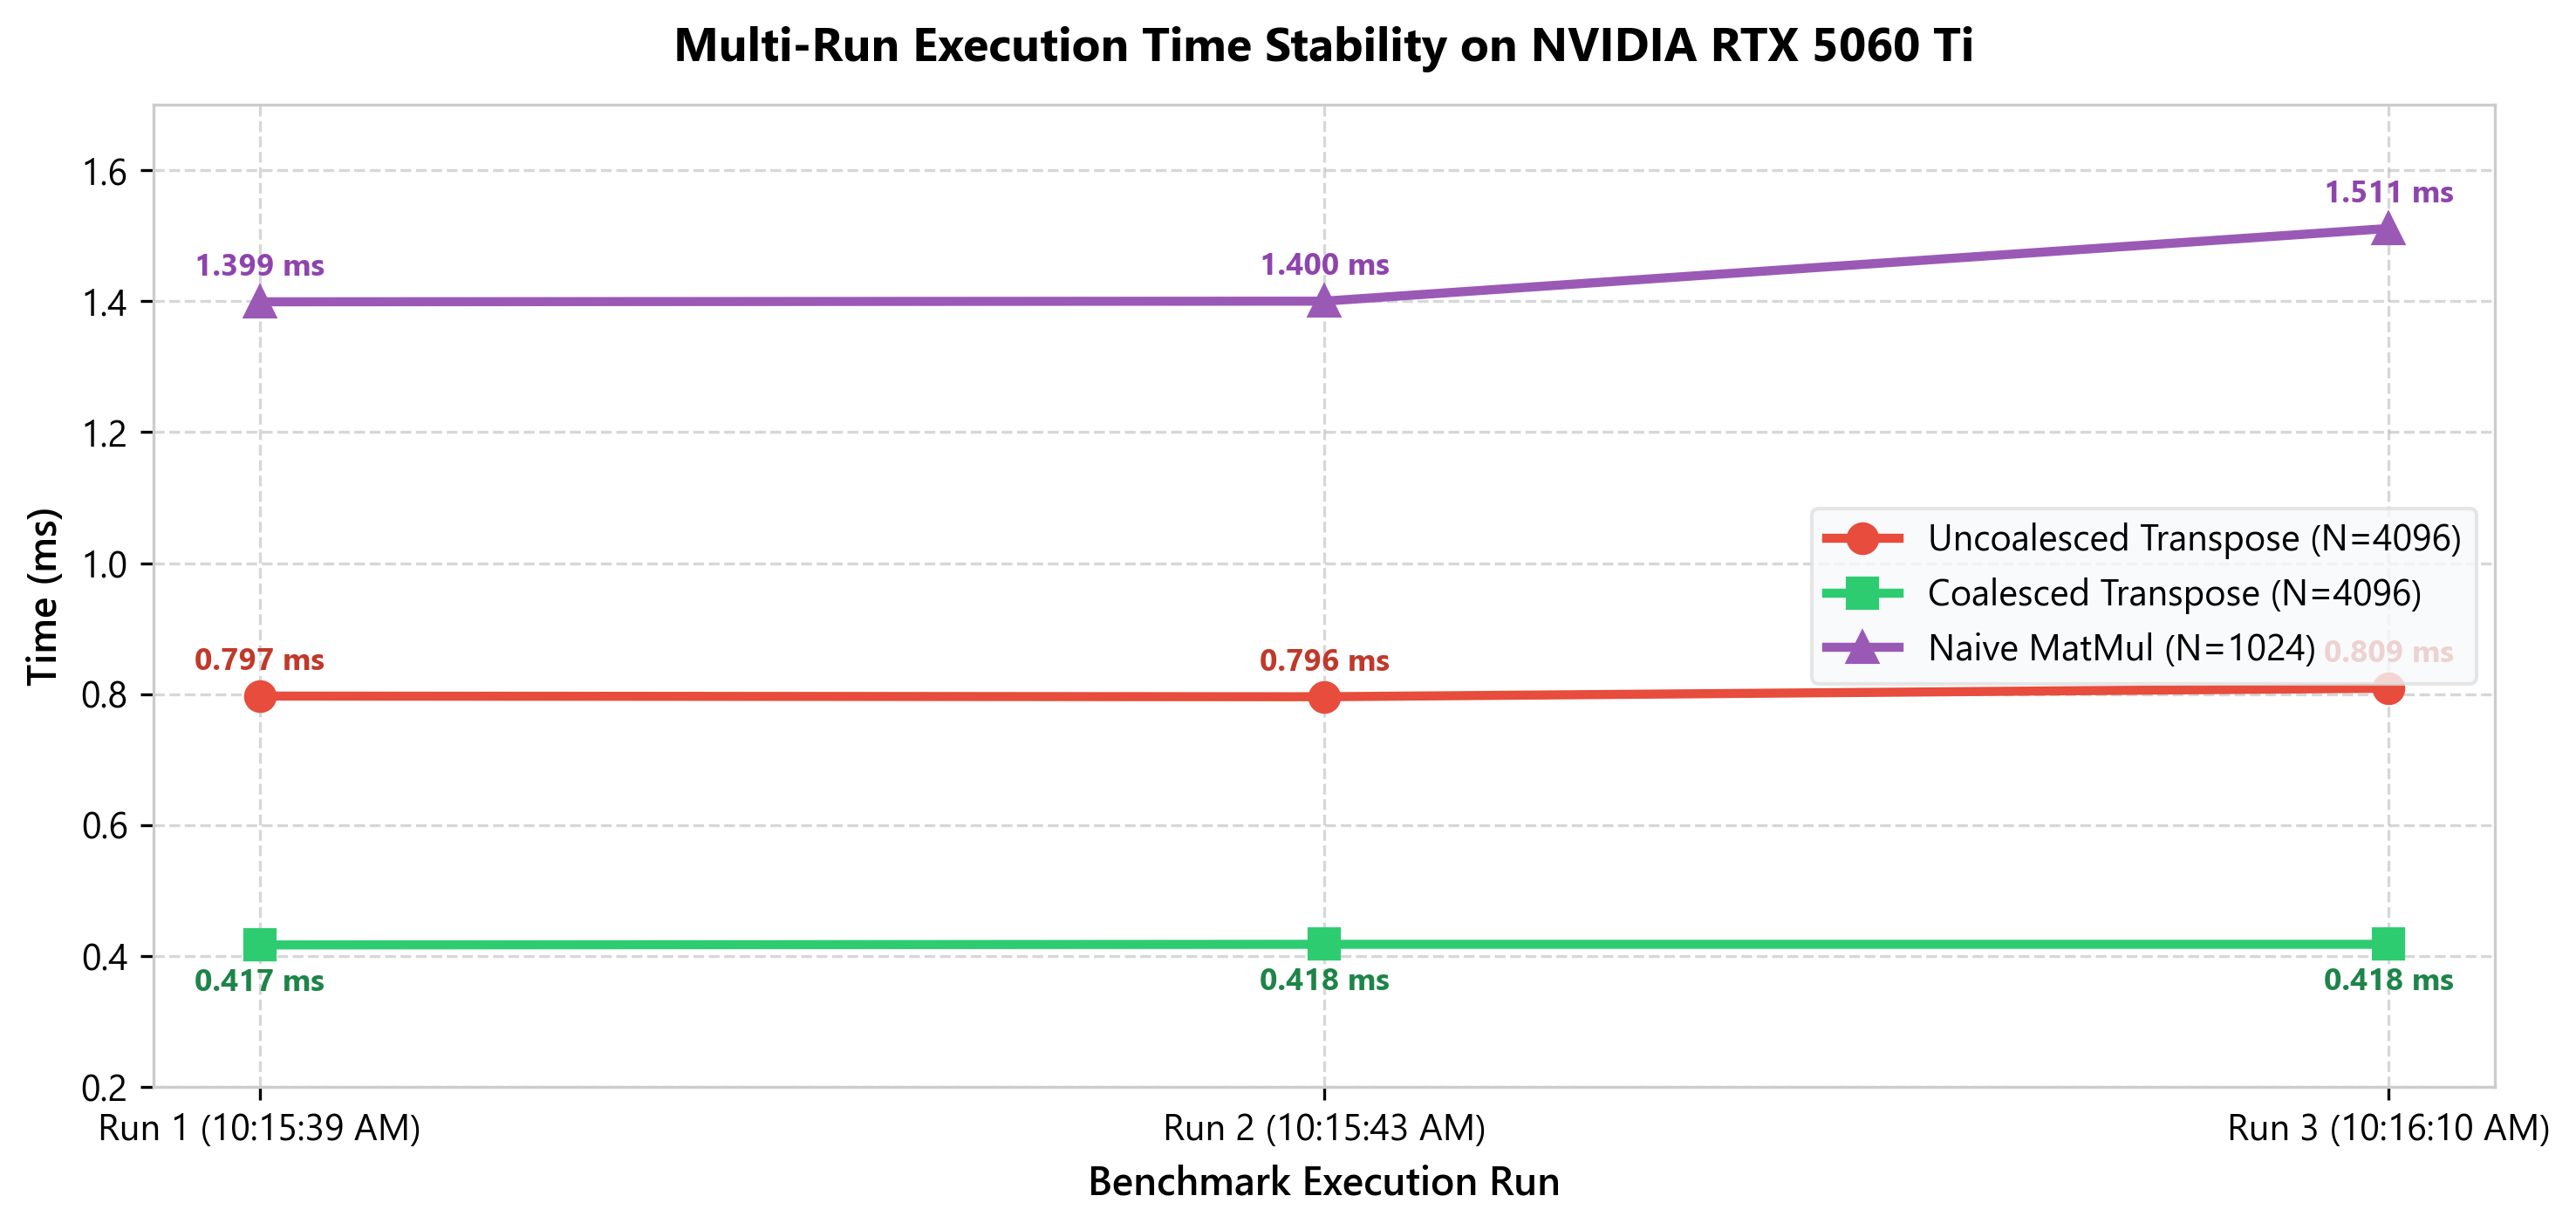 Multi-Run Execution Time Stability on NVIDIA RTX 5060 Ti
Time (ms)
1.6
1.4
1.2
1.0
0.8
0.6
0.4
0.2
1.399 ms
1.400 ms
1.511 ms
0.797 ms
0.796 ms
0.809 ms
0.417 ms
0.418 ms
0.418 ms
Uncoalesced Transpose (N=4096)
Coalesced Transpose (N=4096)
Naive MatMul (N=1024)
Run 1 (10:15:39 AM)
Run 2 (10:15:43 AM)
Run 3 (10:16:10 AM)
Benchmark Execution Run